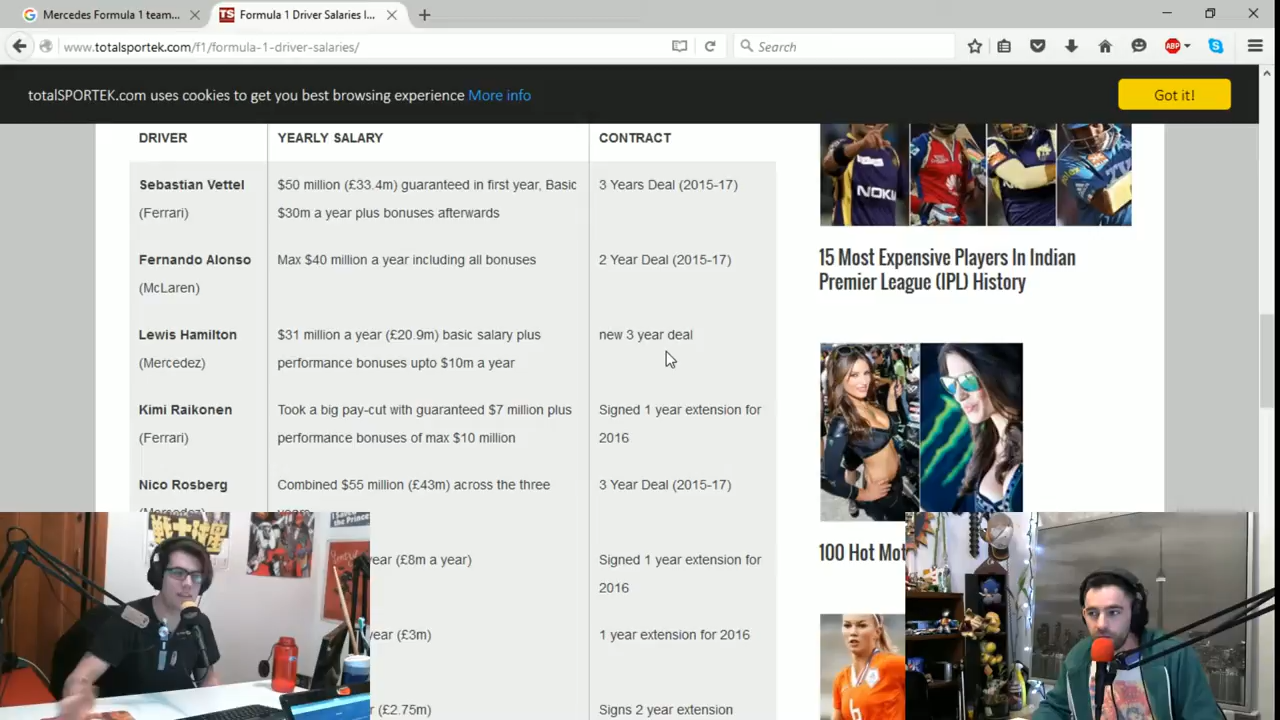 Mercedes Formula 1 team...
Formula 1 Driver Salaries I...
www.totalsportek.com/f1/formula-1-driver-salaries/
Search
ABP
totalSPORTEK.com uses cookies to get you best browsing experience More info
Got it!
DRIVER YEARLY SALARY CONTRACT
Sebastian Vettel
(Ferrari)
$50 million (£33.4m) guaranteed in first year, Basic
$30m a year plus bonuses afterwards
3 Years Deal (2015-17)
Fernando Alonso
(McLaren)
Max $40 million a year including all bonuses
2 Year Deal (2015-17)
Lewis Hamilton
(Mercedez)
$31 million a year (£20.9m) basic salary plus
performance bonuses upto $10m a year
new 3 year deal
Kimi Raikonen
(Ferrari)
Took a big pay-cut with guaranteed $7 million plus
performance bonuses of max $10 million
Signed 1 year extension for
2016
Nico Rosberg
(Mercedez)
Combined $55 million (£43m) across the three
years
3 Year Deal (2015-17)
year (£8m a year)
Signed 1 year extension for
2016
year (£3m)
1 year extension for 2016
(£2.75m)
Signs 2 year extension
NOKIA
15 Most Expensive Players In Indian
Premier League (IPL) History
100 Hot Mot